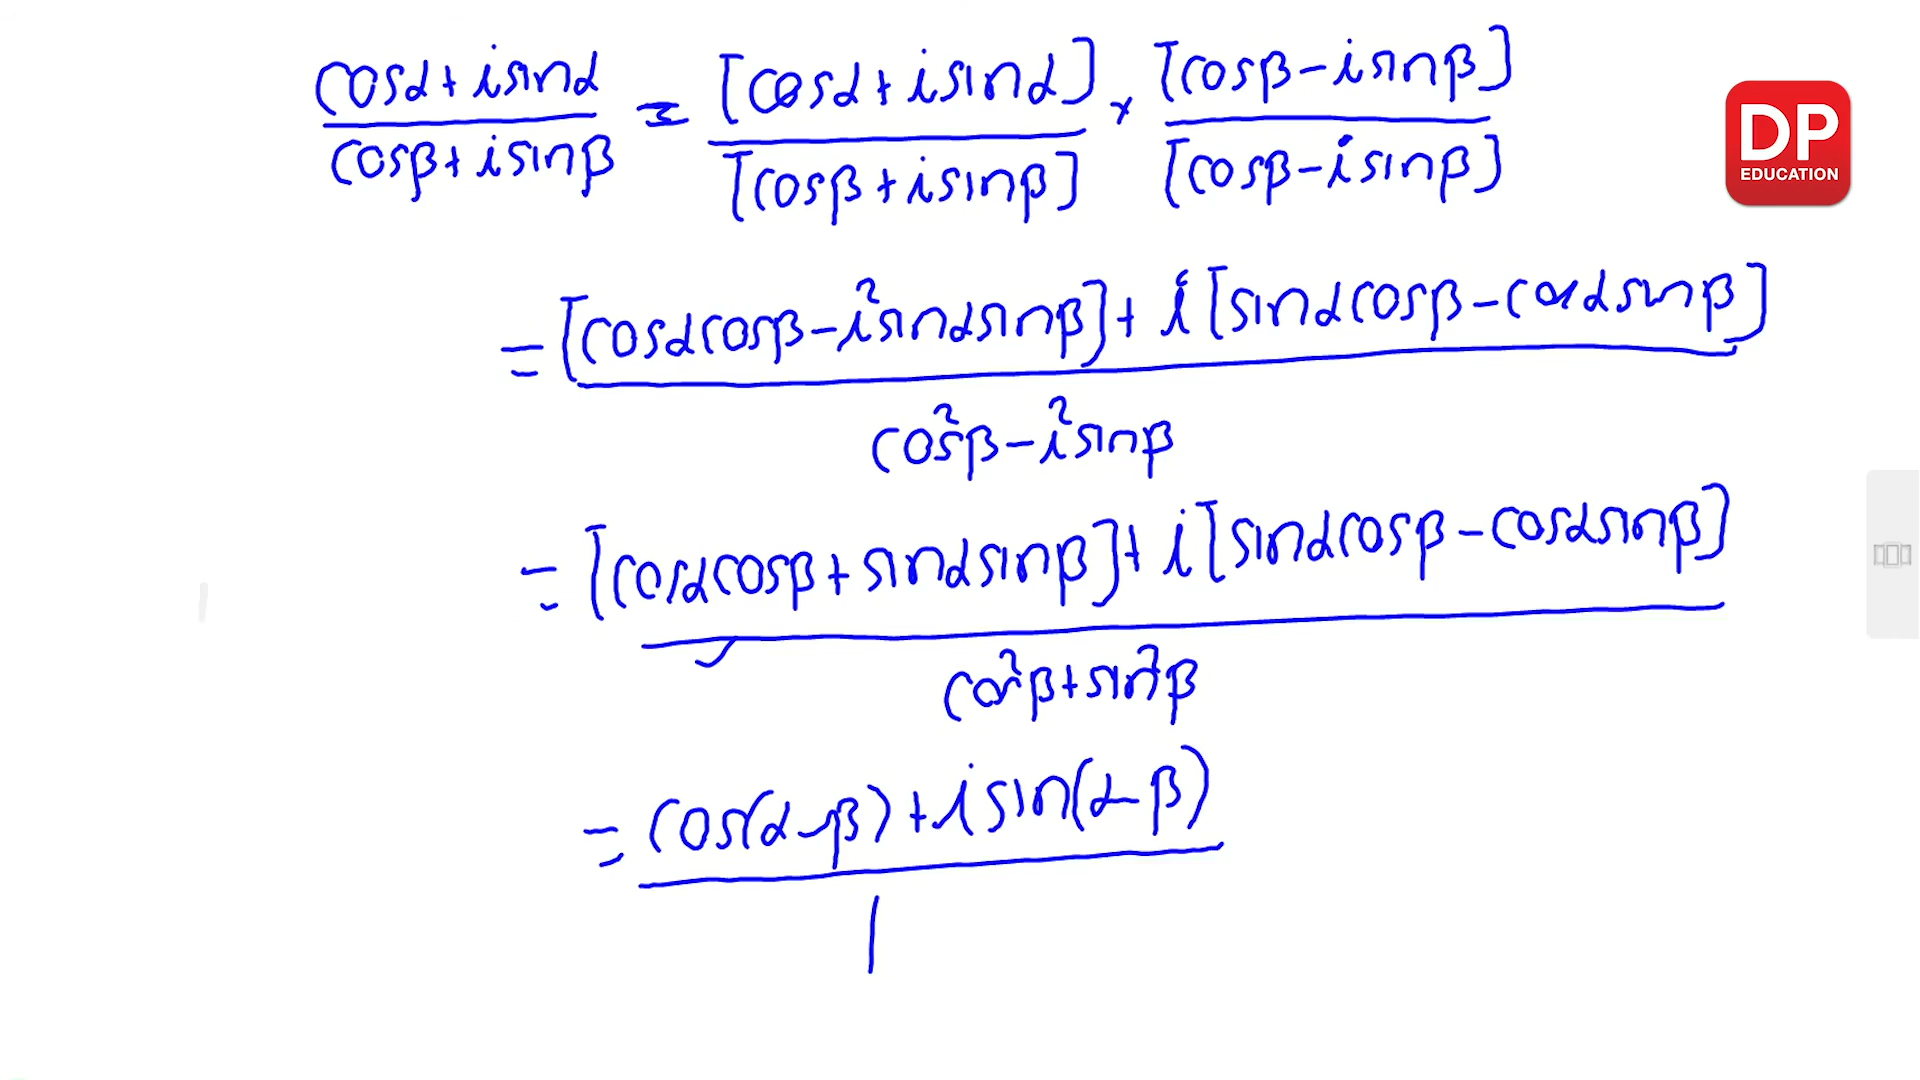 (cosα + i sinα)/(cosβ + i sinβ) = [cosα + i sinα]/[cosβ + i sinβ] × [cosβ − i sinβ]/[cosβ − i sinβ]
DP
EDUCATION
= ([cosα cosβ − i² sinα sinβ] + i [sinα cosβ − cosα sinβ])/(cos²β − i² sinβ)
= ([cosα cosβ + sinα sinβ] + i [sinα cosβ − cosα sinβ])/(cos²β + sin²β)
= (cos(α − β) + i sin(α − β))/1